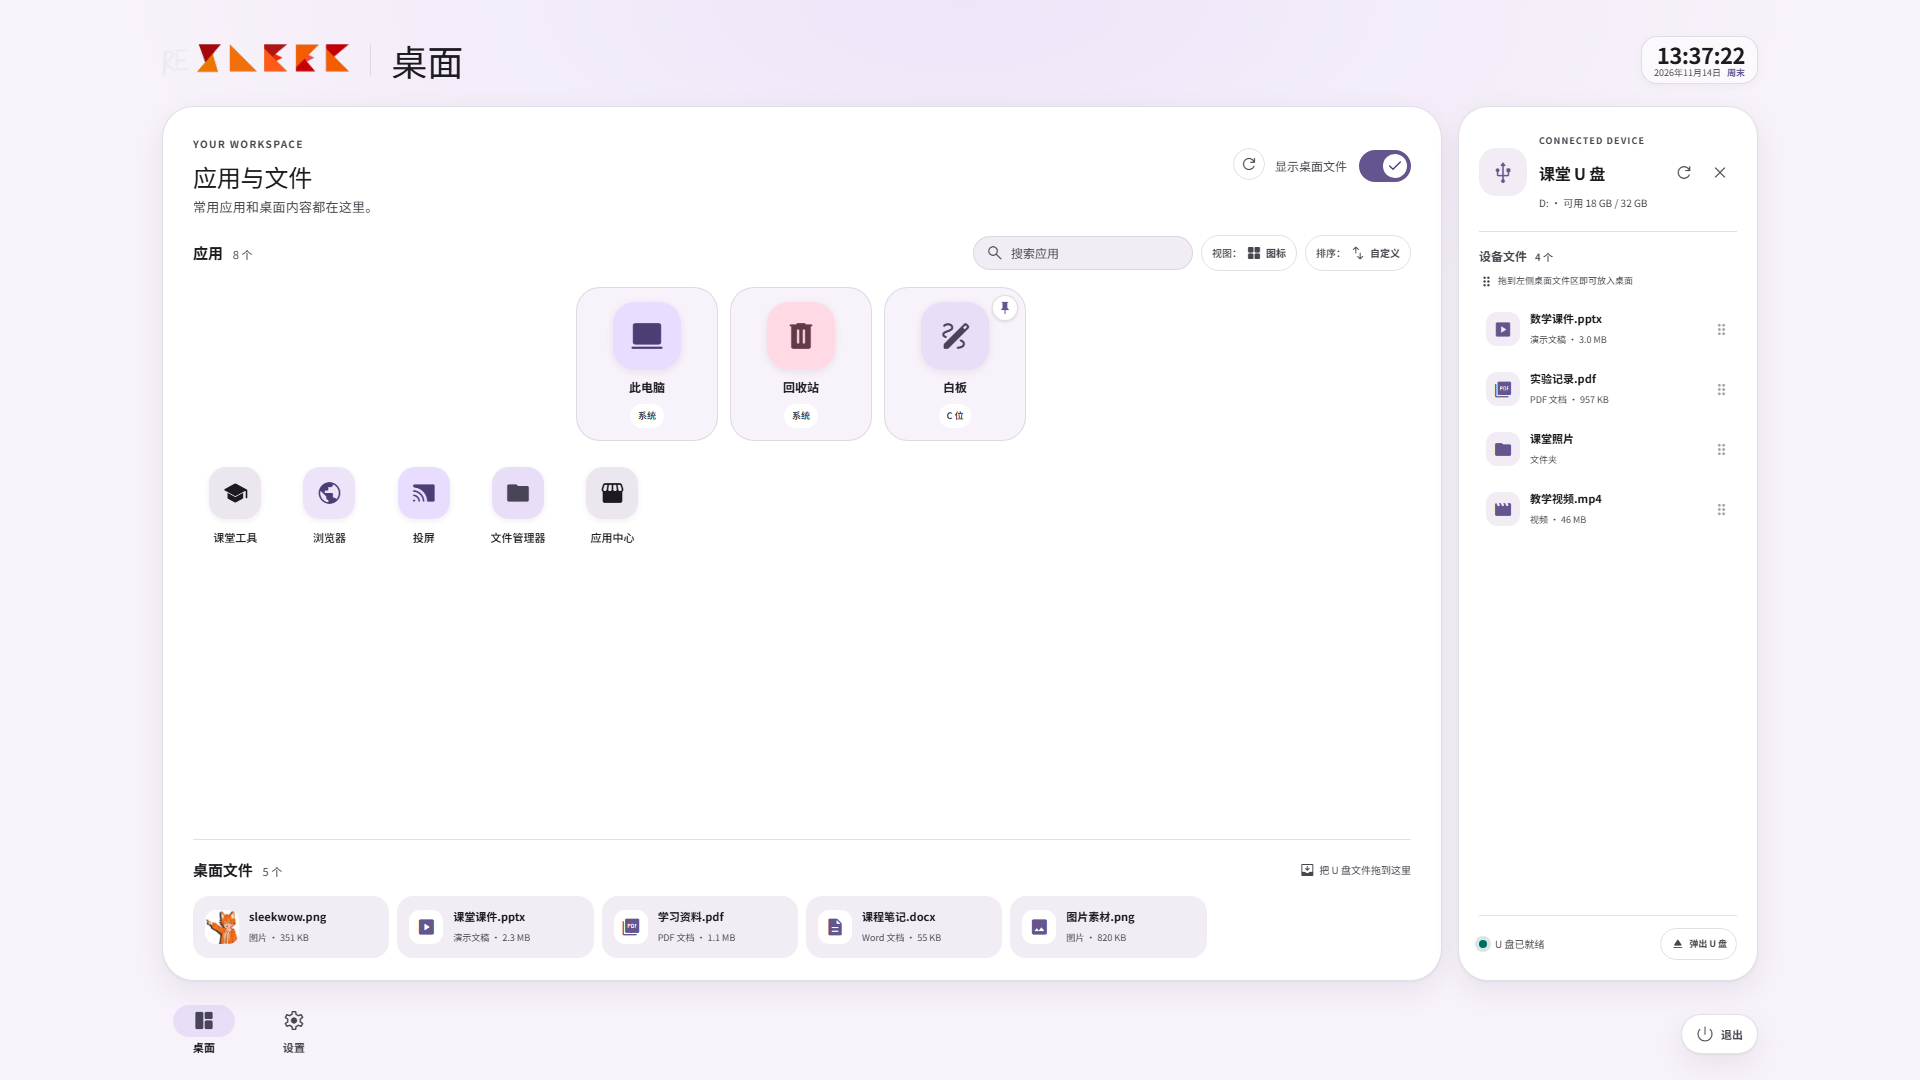 RE SLEEK
桌面
13:37:22
2026年11月14日 周末
YOUR WORKSPACE
应用与文件
常用应用和桌面内容都在这里。
显示桌面文件
应用 8 个
搜索应用
视图: 图标
排序: 自定义
此电脑
系统
回收站
系统
白板
C 位
课堂工具
浏览器
投屏
文件管理器
应用中心
桌面文件 5 个
把 U 盘文件拖到这里
sleekwow.png
图片 · 351 KB
课堂课件.pptx
演示文稿 · 2.3 MB
PDF
学习资料.pdf
PDF 文档 · 1.1 MB
课程笔记.docx
Word 文档 · 55 KB
图片素材.png
图片 · 820 KB
CONNECTED DEVICE
课堂 U 盘
D: · 可用 18 GB / 32 GB
设备文件 4 个
拖到左侧桌面文件区即可放入桌面
数学课件.pptx
演示文稿 · 3.0 MB
PDF
实验记录.pdf
PDF 文档 · 957 KB
课堂照片
文件夹
教学视频.mp4
视频 · 46 MB
U 盘已就绪
弹出 U 盘
桌面
设置
退出